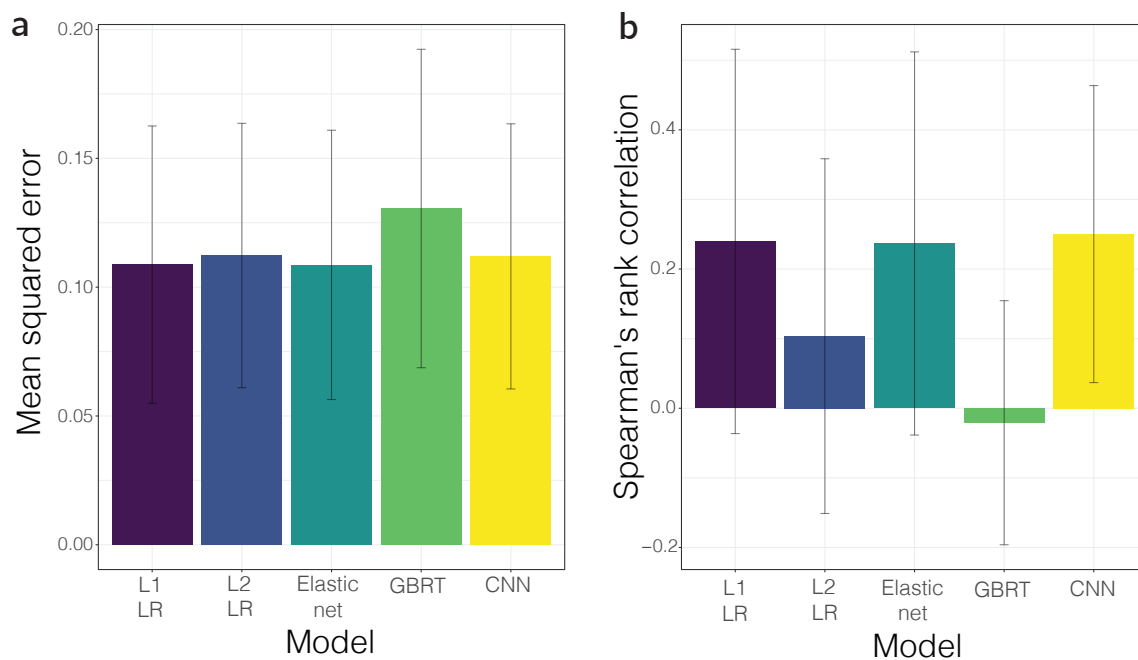 a
Mean squared error
0.20
0.15
0.10
0.05
0.00
L1
LR
L2
LR
Elastic
net
GBRT
CNN
Model
b
Spearman's rank correlation
0.4
0.2
0.0
−0.2
L1
LR
L2
LR
Elastic
net
GBRT
CNN
Model